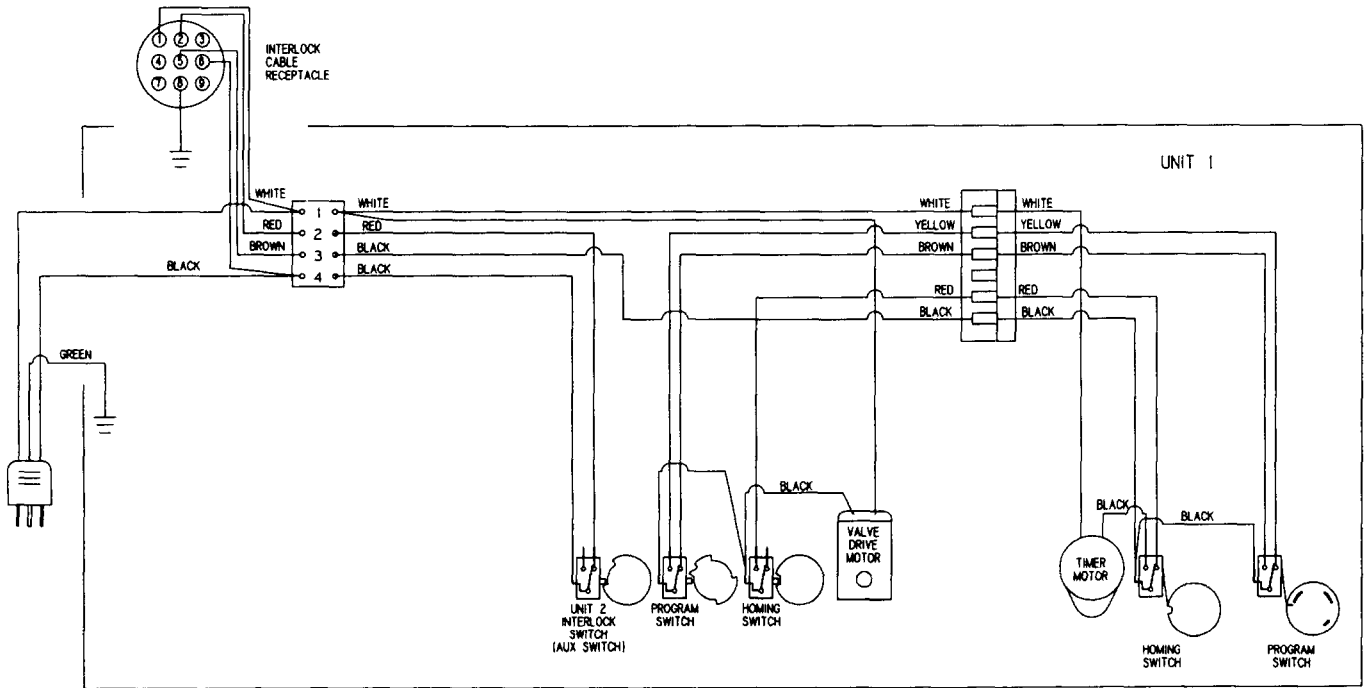 1 2 3
4 5 6
7 8 9
INTERLOCK
CABLE
RECEPTACLE
UNIT 1
WHITE
RED
BROWN
BLACK
1
2
3
4
WHITE
RED
BLACK
BLACK
WHITE
YELLOW
BROWN
RED
BLACK
WHITE
YELLOW
BROWN
RED
BLACK
GREEN
BLACK
BLACK
BLACK
VALVE
DRIVE
MOTOR
TIMER
MOTOR
UNIT 2
INTERLOCK
SWITCH
(AUX SWITCH)
PROGRAM
SWITCH
HOMING
SWITCH
HOMING
SWITCH
PROGRAM
SWITCH